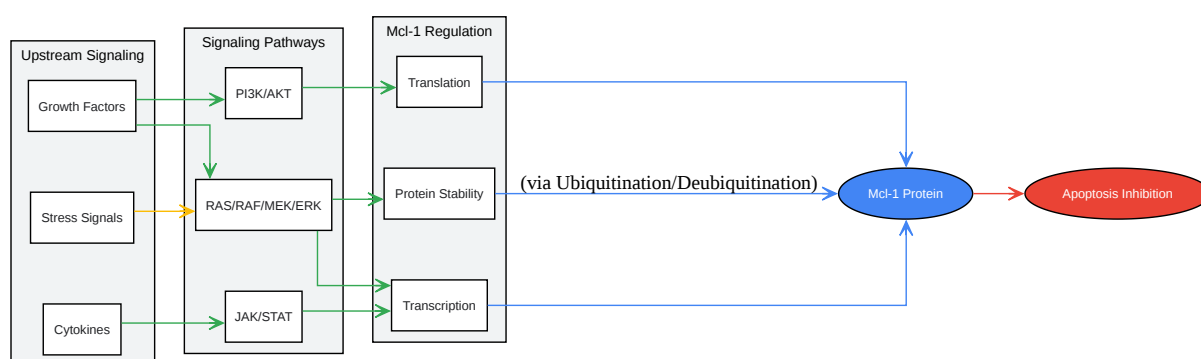 Upstream Signaling
Growth Factors
Stress Signals
Cytokines
Signaling Pathways
PI3K/AKT
RAS/RAF/MEK/ERK
JAK/STAT
Mcl-1 Regulation
Translation
Protein Stability
Transcription
(via Ubiquitination/Deubiquitination)
Mcl-1 Protein
Apoptosis Inhibition